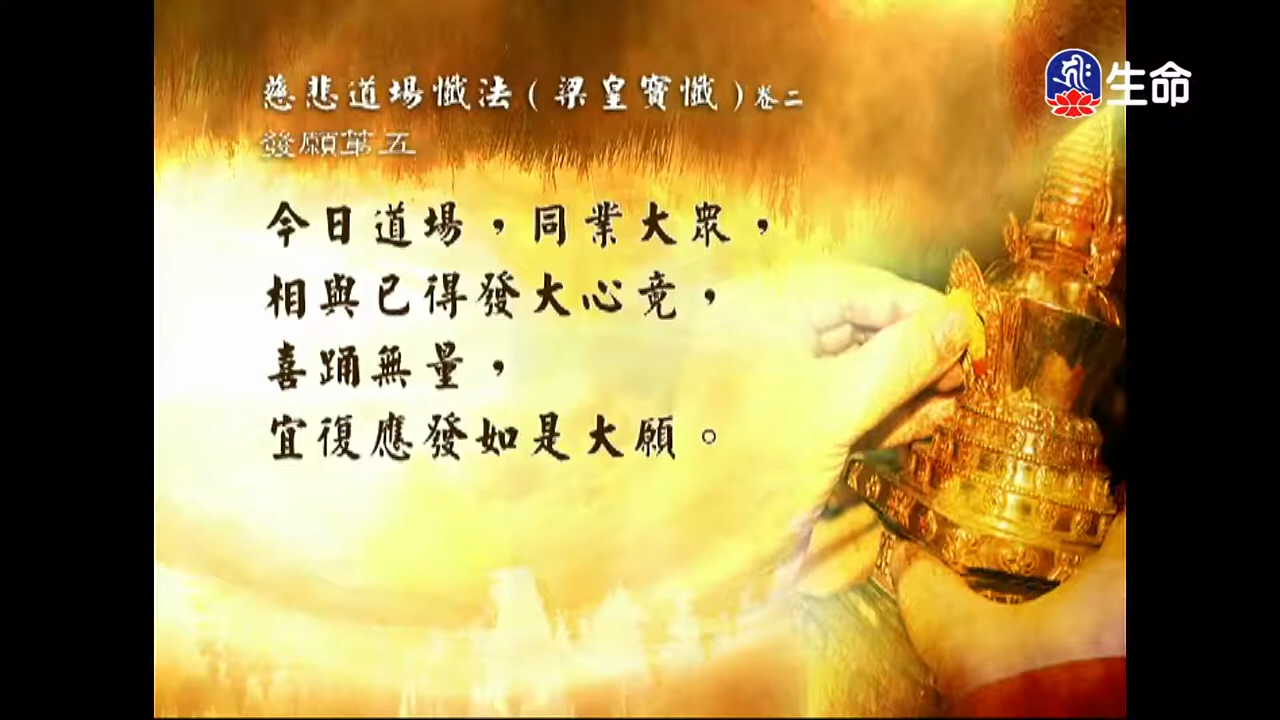 慈悲道場懺法(梁皇寶懺)卷二
生命
發願第五
今日道場，同業大眾，
相與已得發大心竟，
喜踊無量，
宜復應發如是大願。